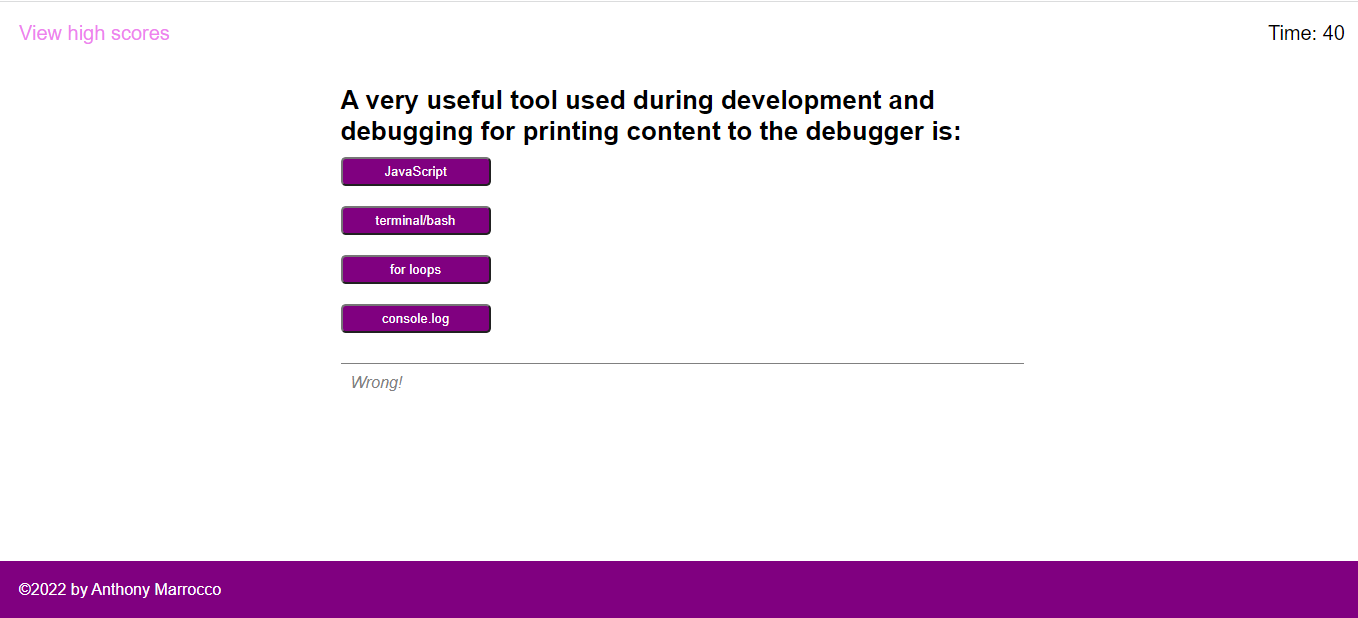 View high scores
Time: 40
A very useful tool used during development and
debugging for printing content to the debugger is:
JavaScript
terminal/bash
for loops
console.log
Wrong!
©2022 by Anthony Marrocco